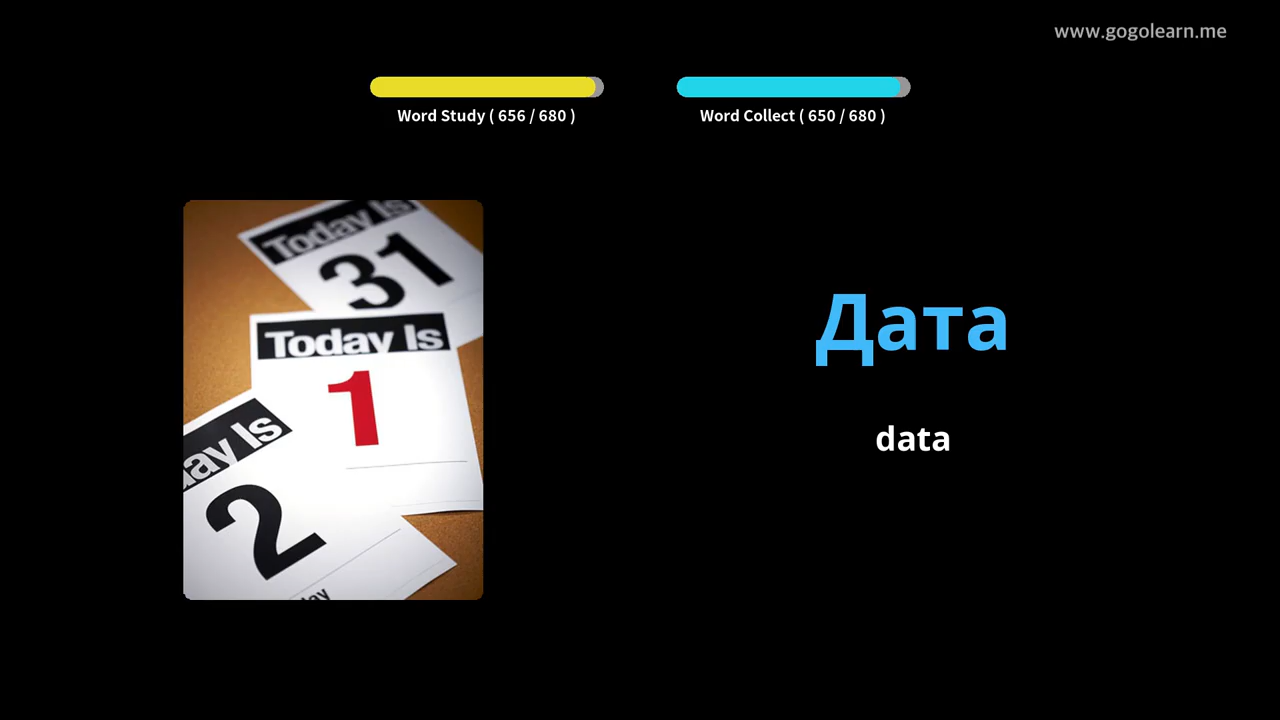 www.gogolearn.me
Word Study ( 656 / 680 )
Word Collect ( 650 / 680 )
Today Is
31
Today Is
1
ay Is
2
day
Дата
data